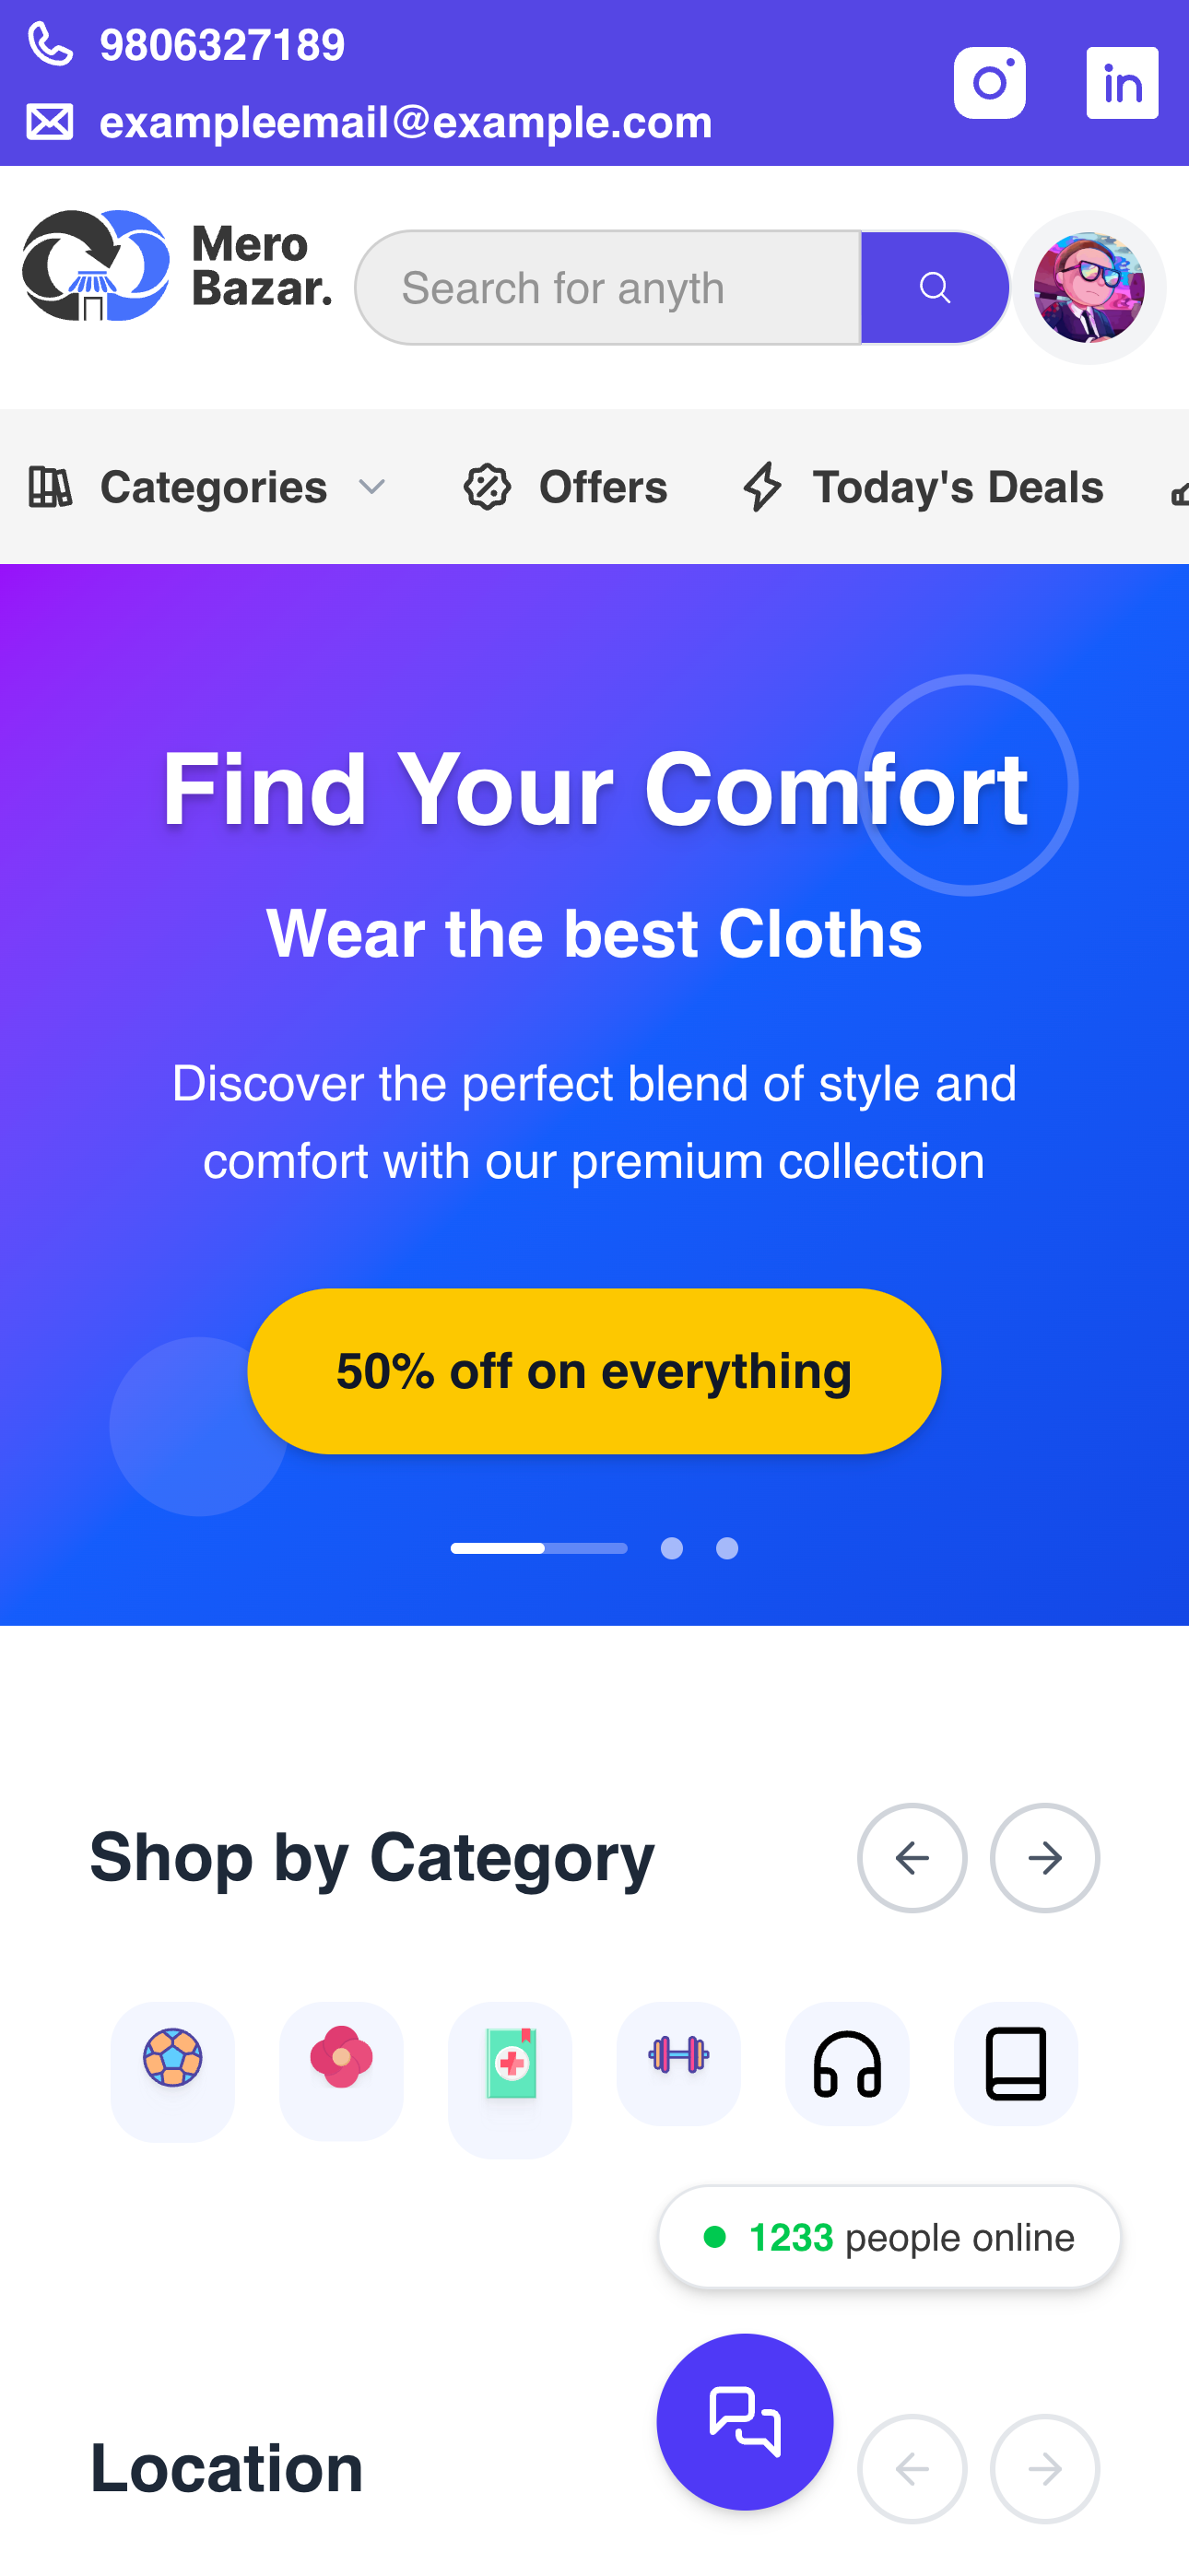 9806327189
exampleemail@example.com
in
Mero
Bazar.
Search for anyth
Categories
Offers
Today's Deals
Find Your Comfort
Wear the best Cloths
Discover the perfect blend of style and
comfort with our premium collection
50% off on everything
Shop by Category
1233 people online
Location